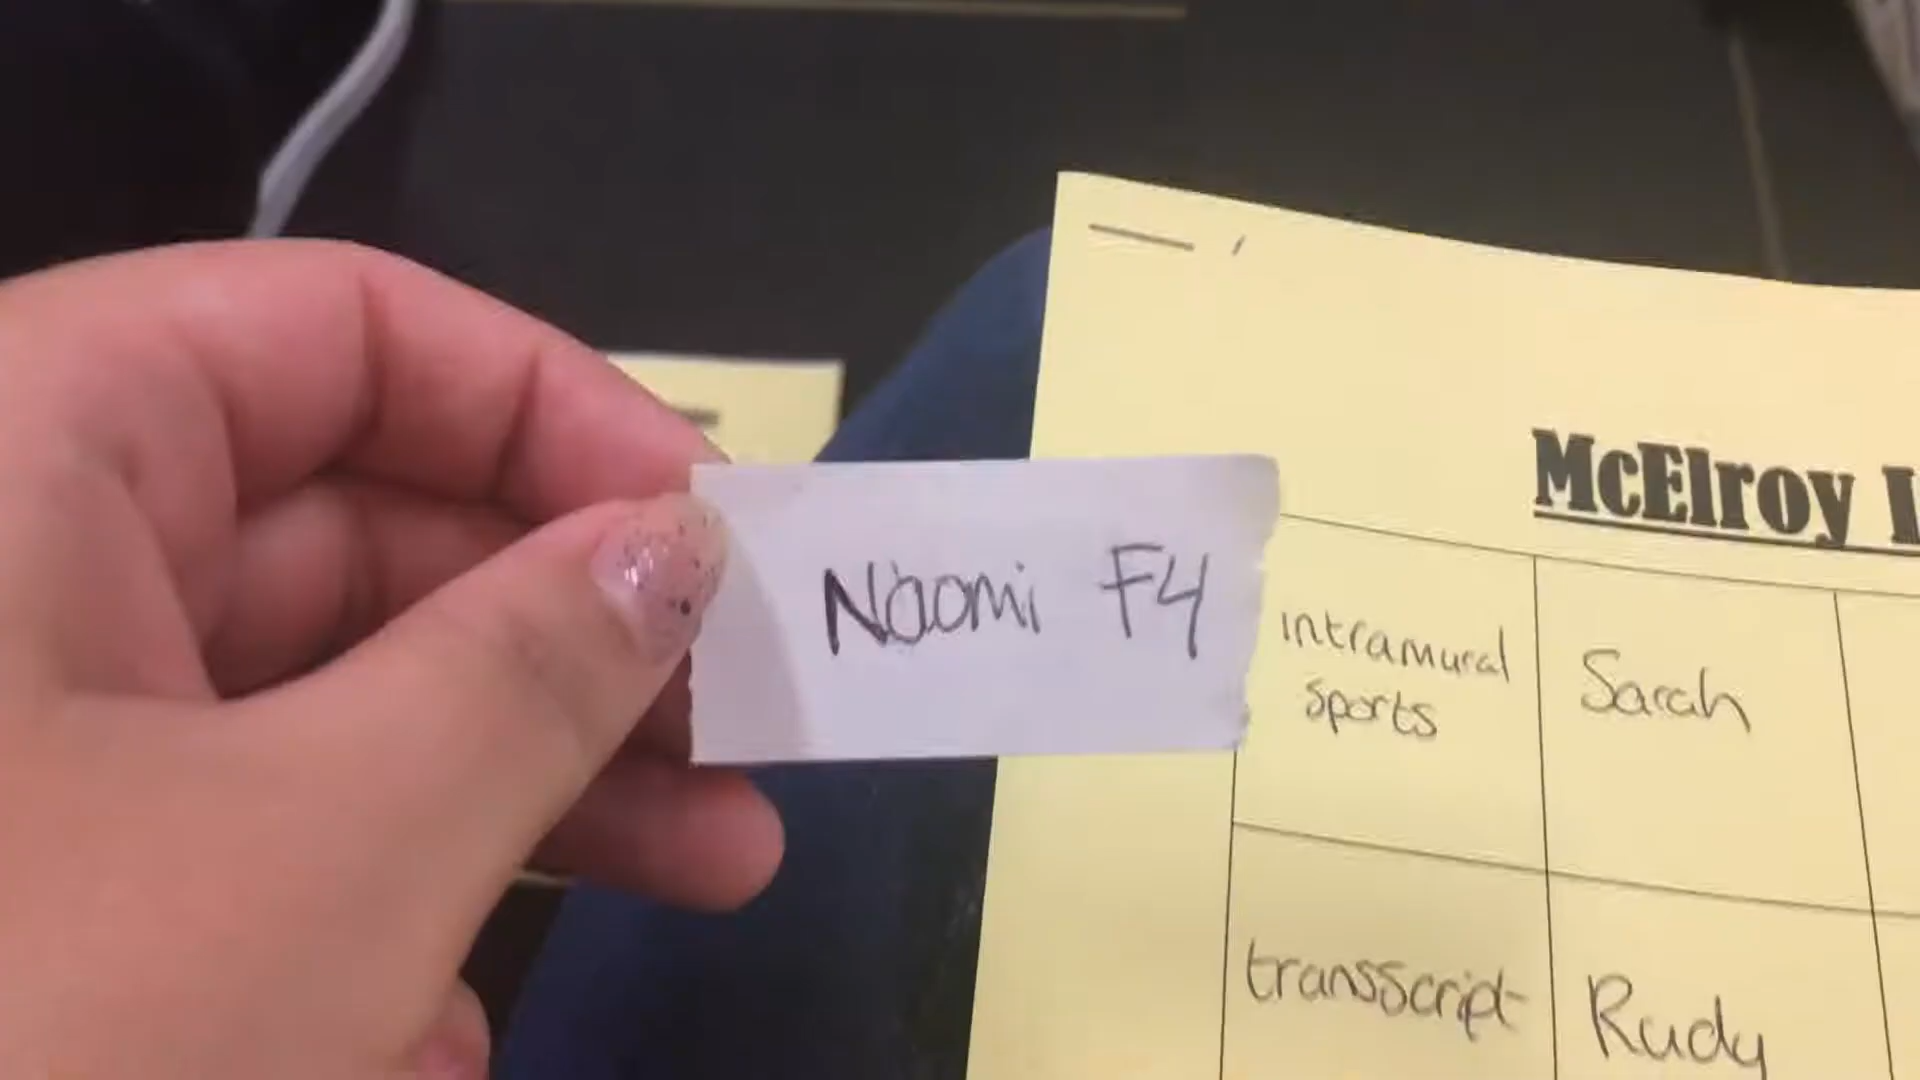 McElroy
Naomi F4
intramural
sports
Sarah
transscript
Rudy